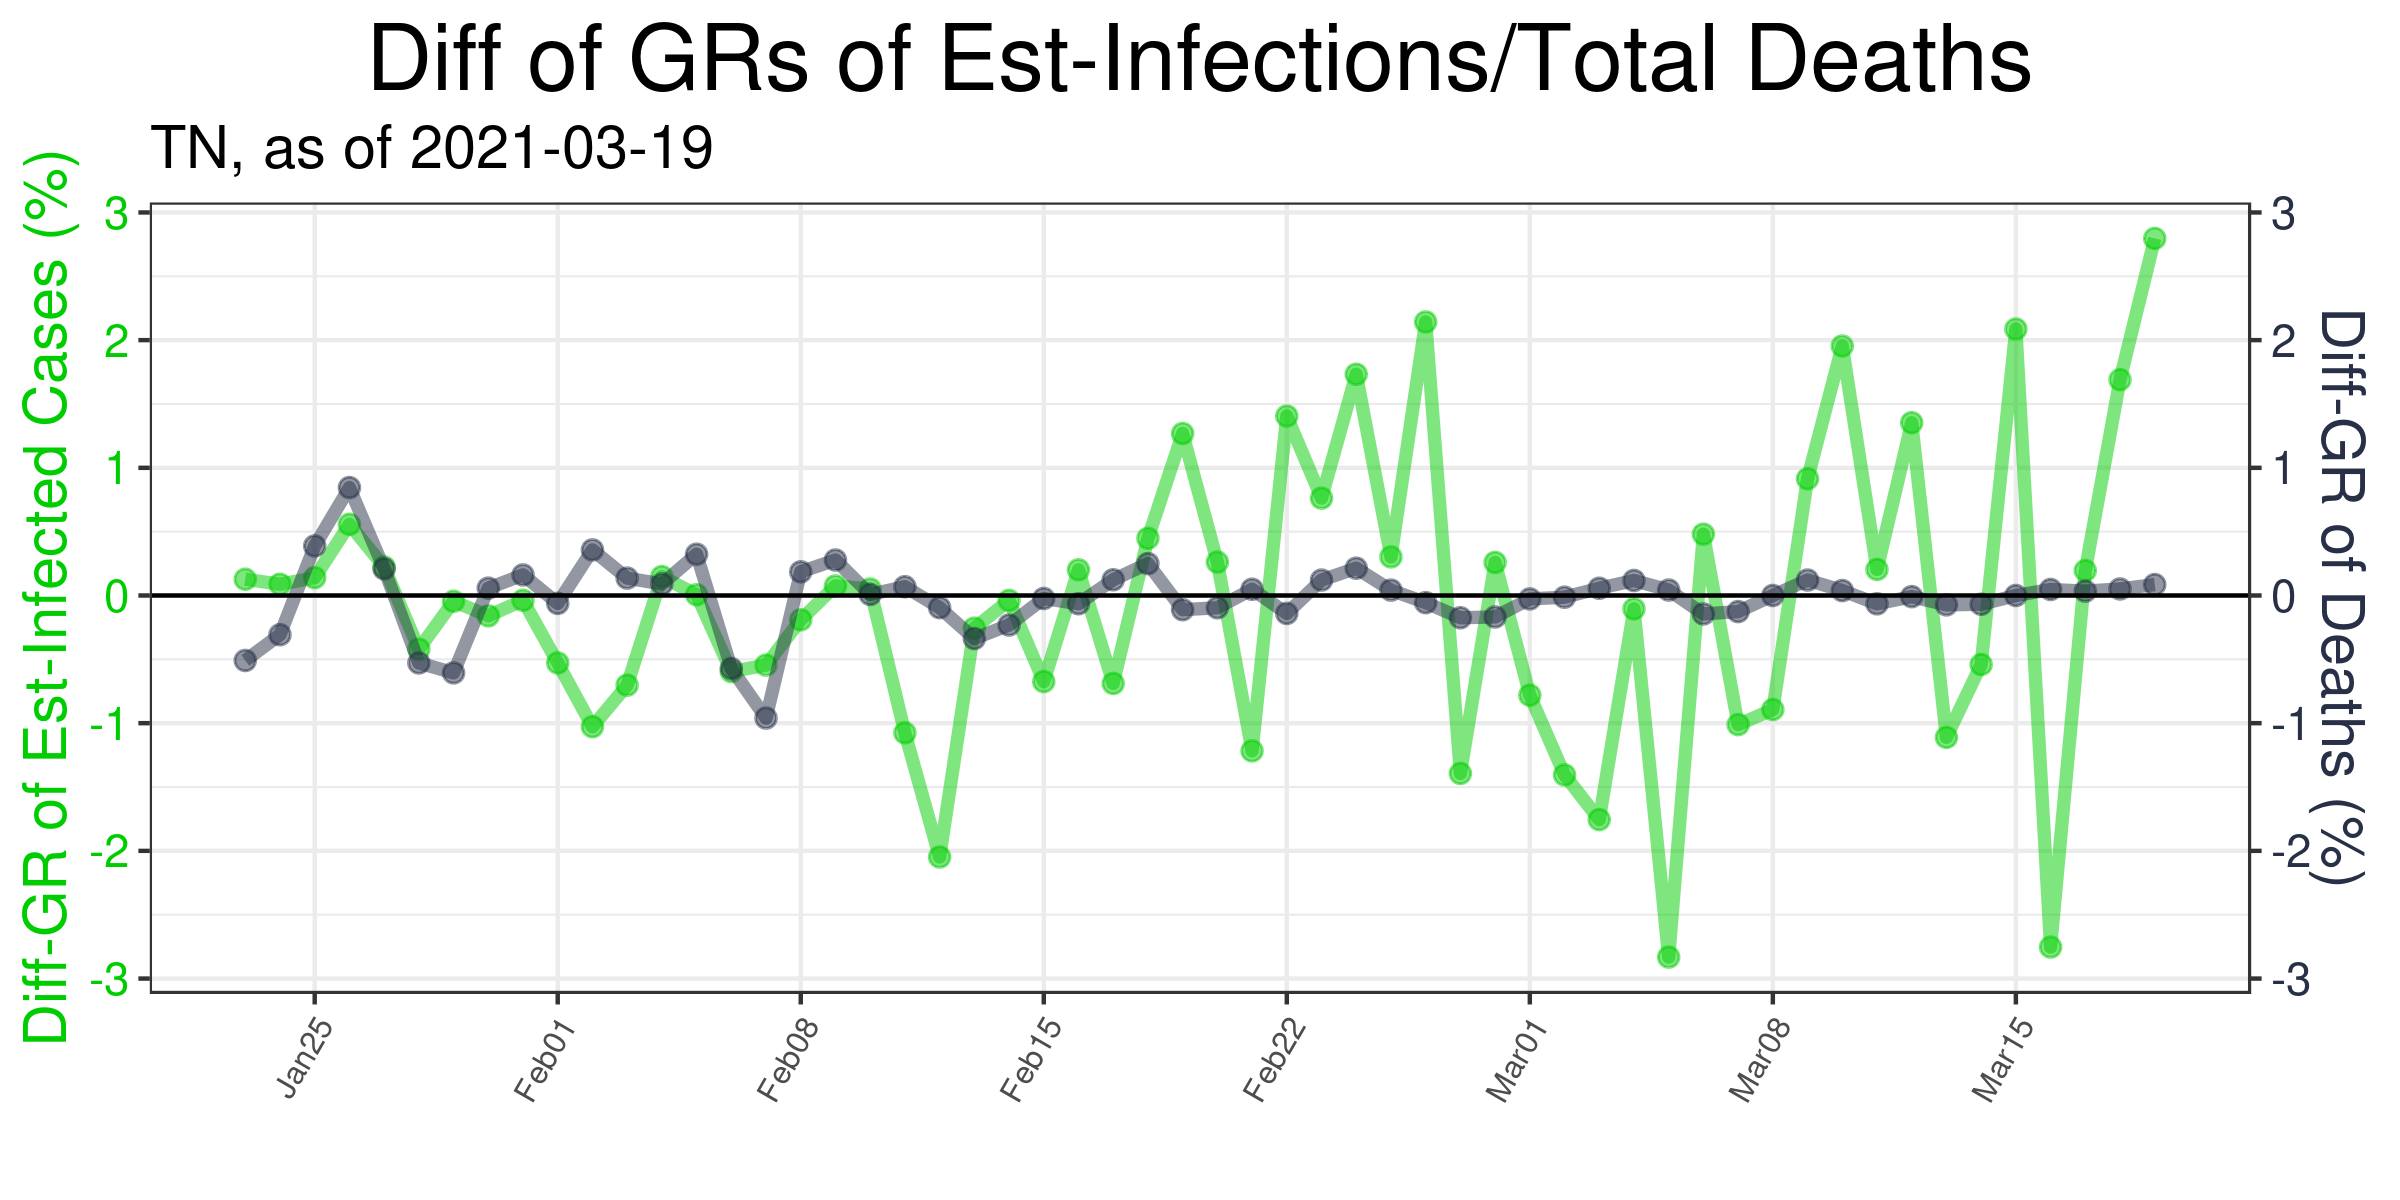 Diff of GRs of Est-Infections/Total Deaths
TN, as of 2021-03-19
Diff-GR of Est-Infected Cases (%)
3
2
1
0
-1
-2
-3
3
2
1
0
-1
-2
-3
Diff-GR of Deaths (%)
Jan25
Feb01
Feb08
Feb15
Feb22
Mar01
Mar08
Mar15